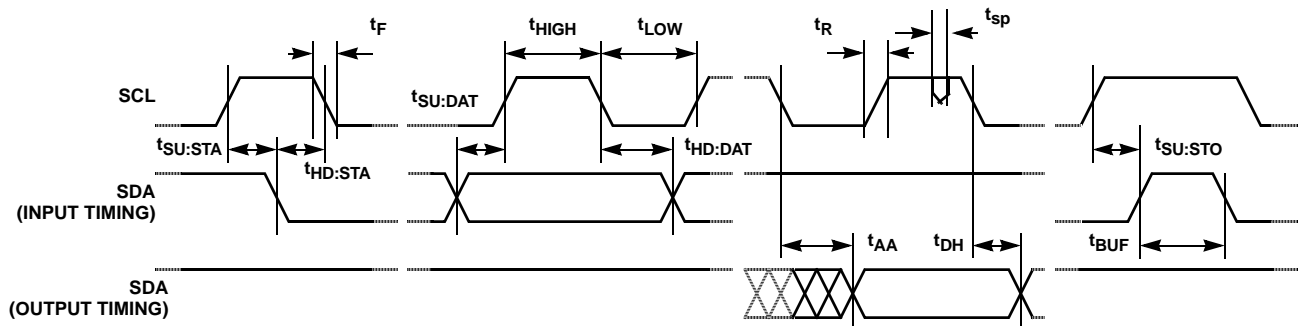 tF
tHIGH
tLOW
tR
tsp
SCL
tSU:DAT
tSU:STA
tHD:STA
tHD:DAT
tSU:STO
SDA
(INPUT TIMING)
tAA
tDH
tBUF
SDA
(OUTPUT TIMING)